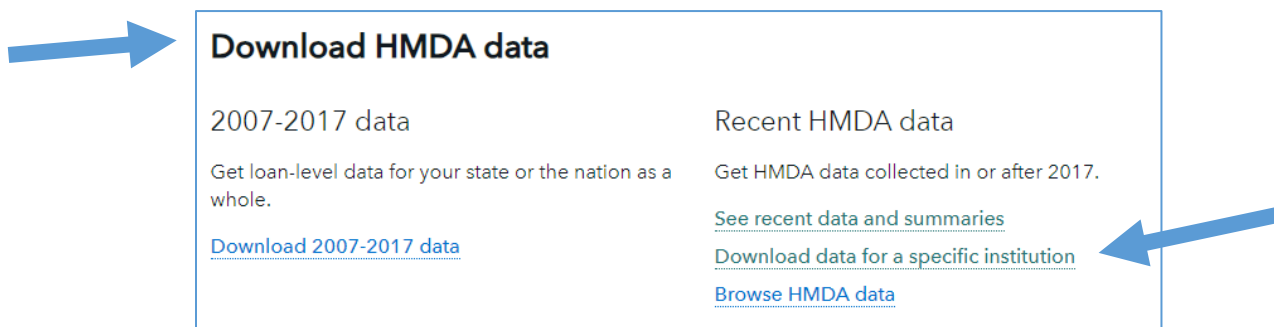 Download HMDA data
2007-2017 data
Get loan-level data for your state or the nation as a
whole.
Download 2007-2017 data
Recent HMDA data
Get HMDA data collected in or after 2017.
See recent data and summaries
Download data for a specific institution
Browse HMDA data